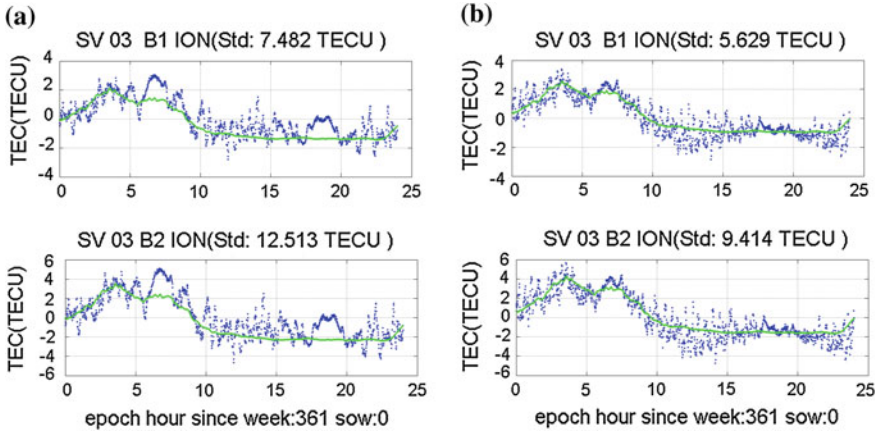 (a)
SV 03 B1 ION(Std: 7.482 TECU )
TEC(TECU)
4
2
0
-2
-4
0 5 10 15 20 25
SV 03 B2 ION(Std: 12.513 TECU )
TEC(TECU)
6
4
2
0
-2
-4
-6
0 5 10 15 20 25
epoch hour since week:361 sow:0
(b)
SV 03 B1 ION(Std: 5.629 TECU )
TEC(TECU)
4
2
0
-2
-4
0 5 10 15 20 25
SV 03 B2 ION(Std: 9.414 TECU )
TEC(TECU)
6
4
2
0
-2
-4
-6
0 5 10 15 20 25
epoch hour since week:361 sow:0